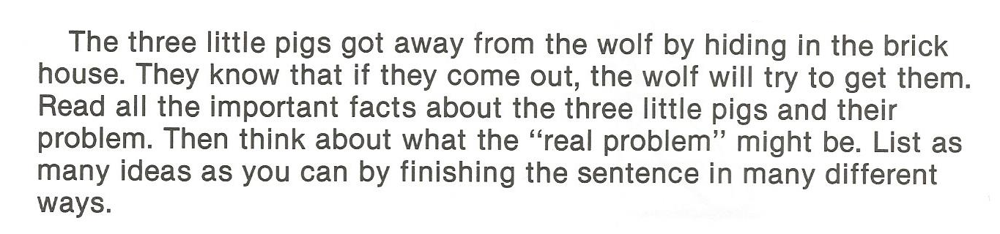 The three little pigs got away from the wolf by hiding in the brick
house. They know that if they come out, the wolf will try to get them.
Read all the important facts about the three little pigs and their
problem. Then think about what the “real problem” might be. List as
many ideas as you can by finishing the sentence in many different
ways.